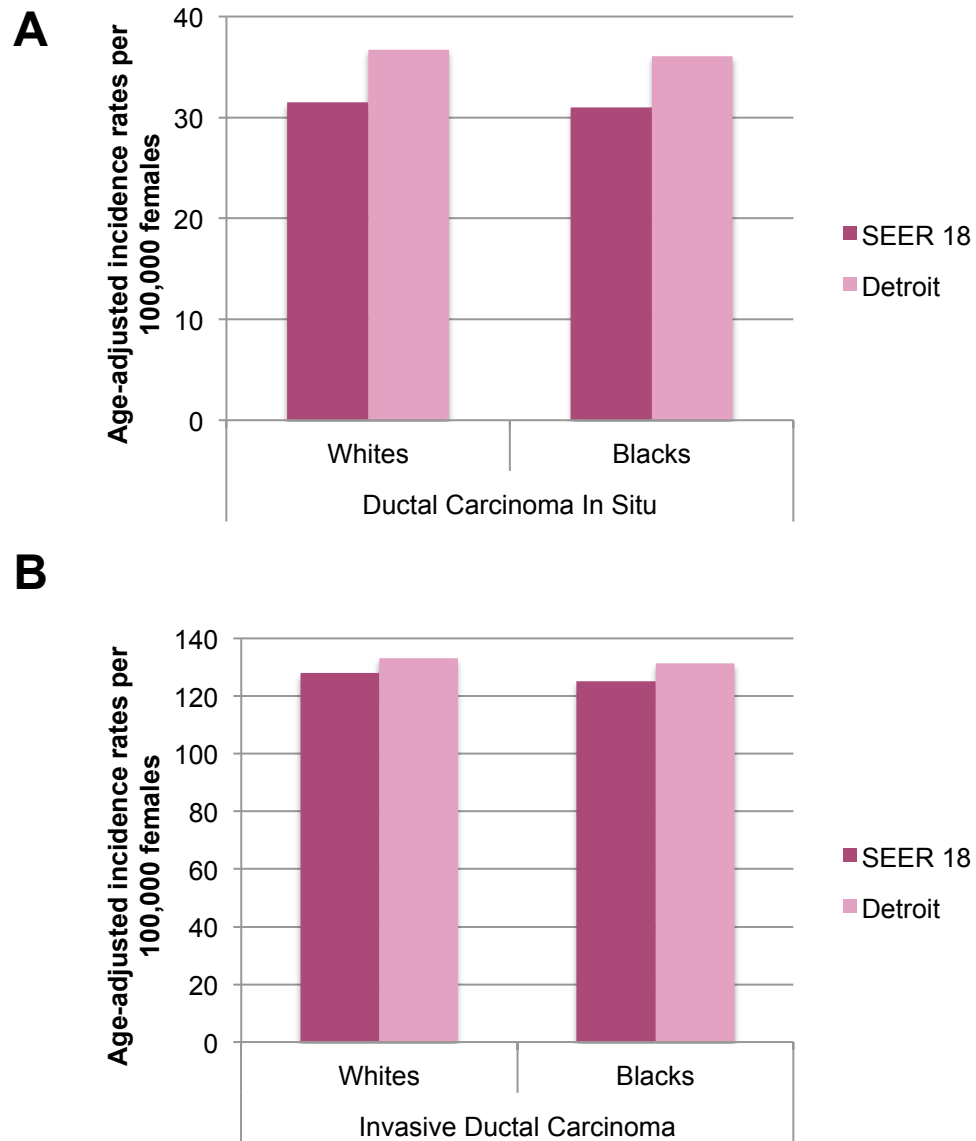 A
Age-adjusted incidence rates per
100,000 females
40
30
20
10
0
Whites
Blacks
Ductal Carcinoma In Situ
SEER 18
Detroit
B
Age-adjusted incidence rates per
100,000 females
140
120
100
80
60
40
20
0
Whites
Blacks
Invasive Ductal Carcinoma
SEER 18
Detroit